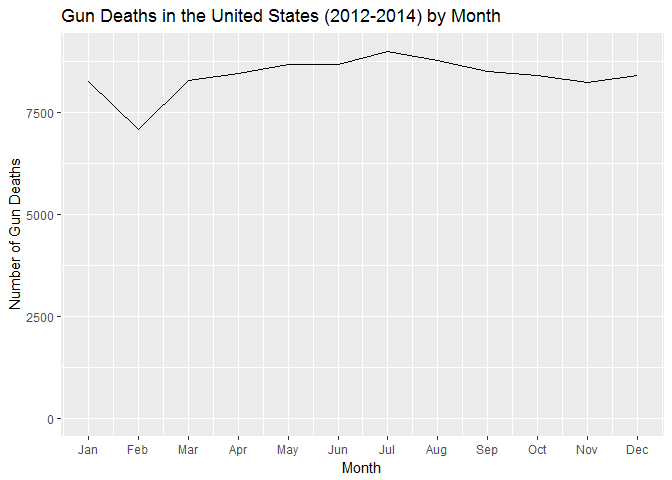 Gun Deaths in the United States (2012-2014) by Month
Number of Gun Deaths
7500
5000
2500
0
Jan Feb Mar Apr May Jun Jul Aug Sep Oct Nov Dec
Month